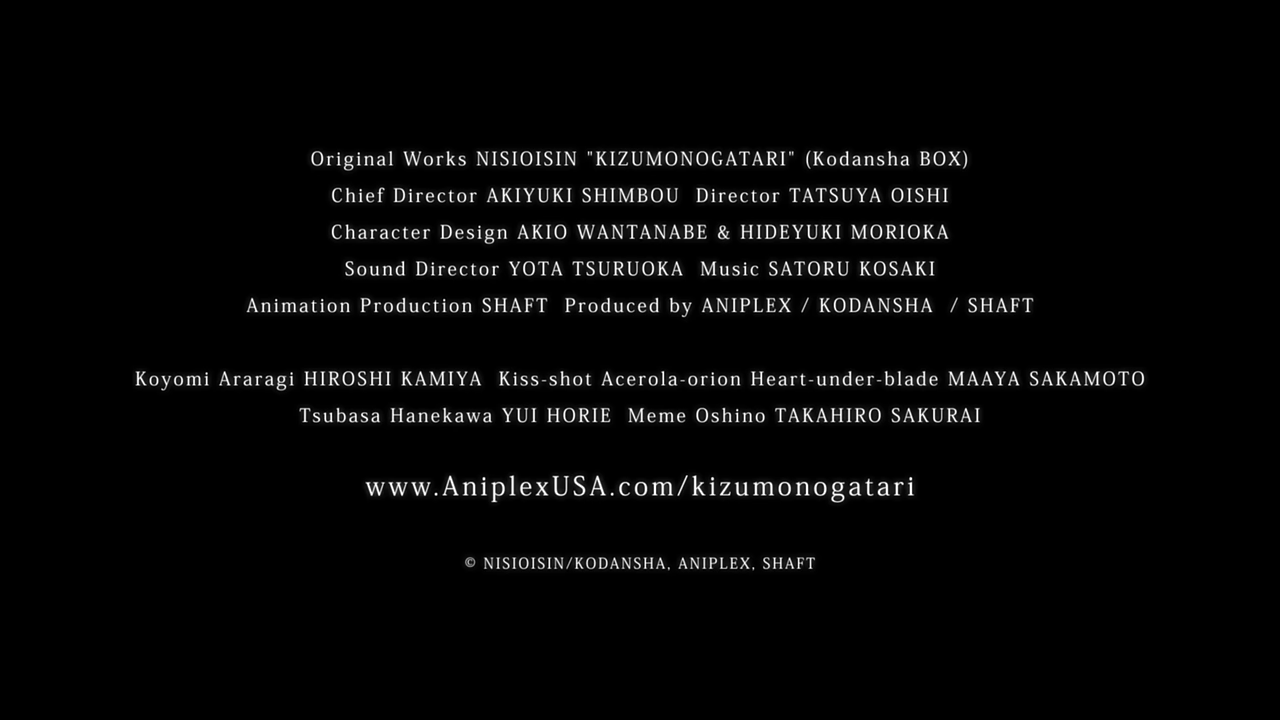 Original Works NISIOISIN "KIZUMONOGATARI" (Kodansha BOX)
Chief Director AKIYUKI SHIMBOU Director TATSUYA OISHI
Character Design AKIO WANTANABE & HIDEYUKI MORIOKA
Sound Director YOTA TSURUOKA Music SATORU KOSAKI
Animation Production SHAFT Produced by ANIPLEX / KODANSHA / SHAFT
Koyomi Araragi HIROSHI KAMIYA Kiss-shot Acerola-orion Heart-under-blade MAAYA SAKAMOTO
Tsubasa Hanekawa YUI HORIE Meme Oshino TAKAHIRO SAKURAI
www.AniplexUSA.com/kizumonogatari
© NISIOISIN/KODANSHA, ANIPLEX, SHAFT